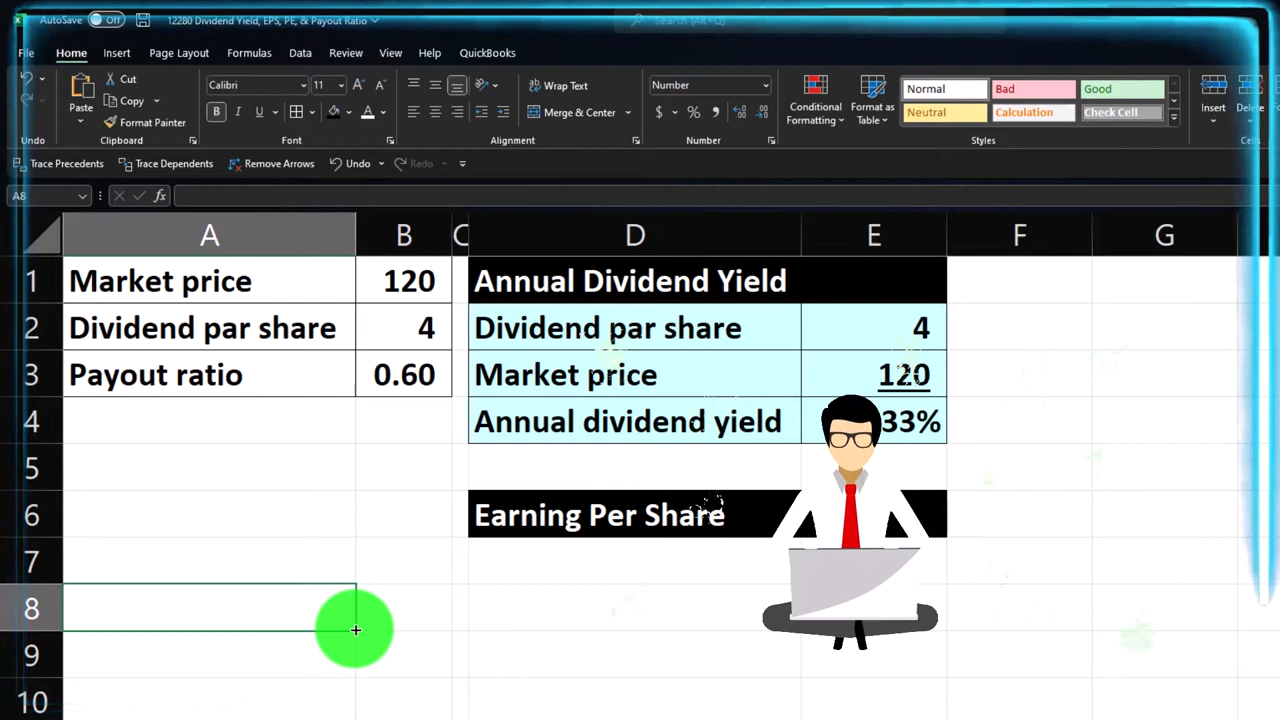 AutoSave Off 12280 Dividend Yield, EPS, PE, & Payout Ratio Search (Alt+Q)
File Home Insert Page Layout Formulas Data Review View Help QuickBooks
Paste Cut Copy Format Painter
Calibri 11 A A B I U A
Wrap Text Merge & Center
Number $ % ,
Conditional Formatting Format as Table
Normal Bad Good
Neutral Calculation Check Cell
Insert Delete
Undo Clipboard Font Alignment Number Styles Cells
Trace Precedents Trace Dependents Remove Arrows Undo Redo
A8 fx
A B C D E F G
1 Market price 120 Annual Dividend Yield
2 Dividend par share 4 Dividend par share 4
3 Payout ratio 0.60 Market price 120
4 Annual dividend yield 33%
5
6 Earning Per Share
7
8
9
10